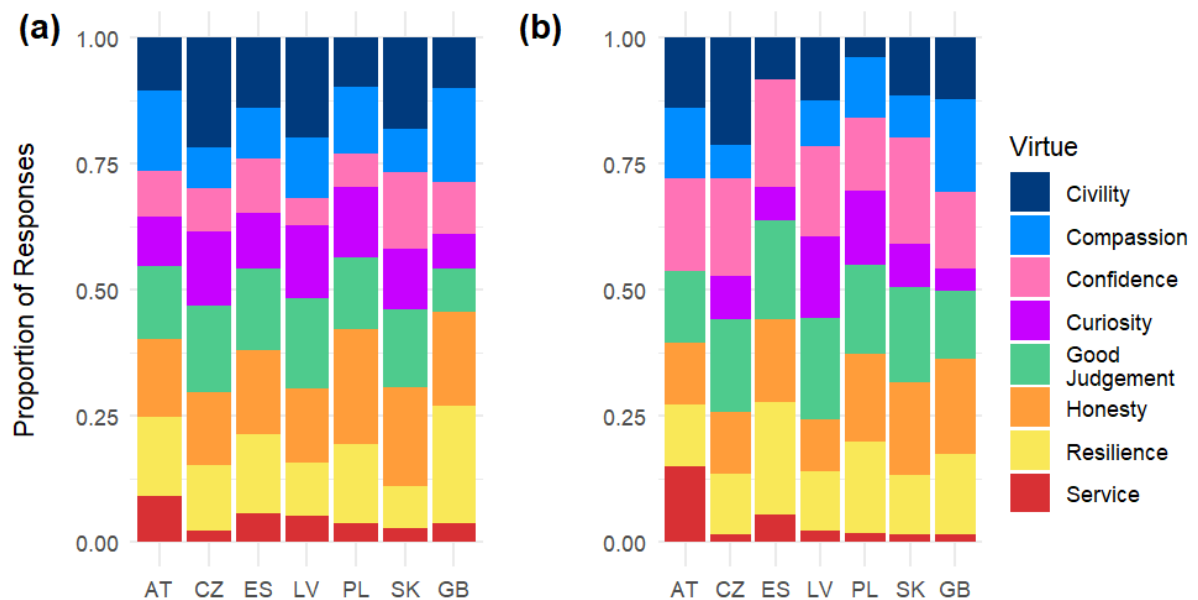 (a)
(b)
Proportion of Responses
1.00
0.75
0.50
0.25
0.00
AT CZ ES LV PL SK GB
1.00
0.75
0.50
0.25
0.00
AT CZ ES LV PL SK GB
Virtue
Civility
Compassion
Confidence
Curiosity
Good
Judgement
Honesty
Resilience
Service